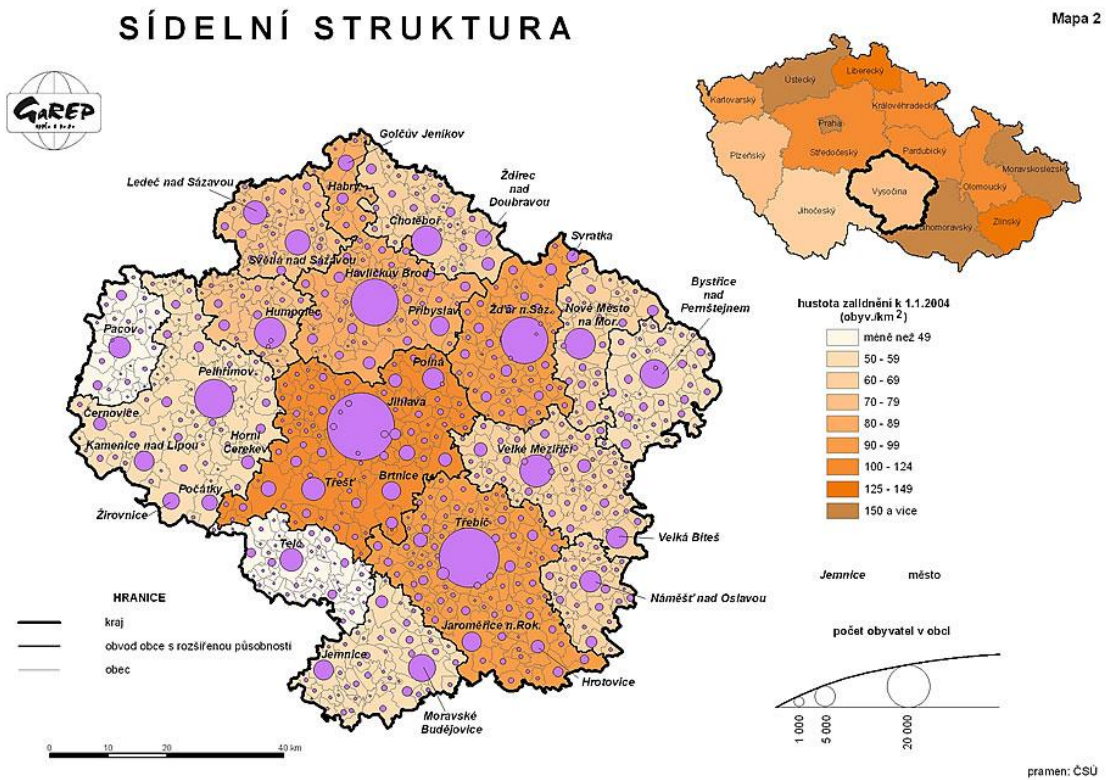 SÍDELNÍ STRUKTURA
Mapa 2
GaREP
Golčův Jeníkov
Ledeč nad Sázavou
Habry
Ždírec
nad
Doubravou
Chotěboř
Svratka
Světlá nad Sázavou
Havlíčkův Brod
Bystřice
nad
Pernštejnem
Humpolec
Přibyslav
Žďár n.Sáz.
Nové Město
na Mor.
Pacov
Polná
Pelhřimov
Jihlava
Černovice
Kamenice nad Lipou
Horní
Cerekev
Velké Meziříčí
Počátky
Třešť
Brtnice
Žirovnice
Třebíč
Velká Bíteš
Telč
Náměšť nad Oslavou
Jaroměřice n.Rok.
Jemnice
Hrotovice
Moravské
Budějovice
Ústecký
Liberecký
Karlovarský
Královéhradecký
Praha
Středočeský
Pardubický
Plzeňský
Moravskoslezský
Vysočina
Olomoucký
Jihočeský
Zlínský
Jihomoravský
hustota zalidnění k 1.1.2004
(obyv./km²)
méně než 49
50 - 59
60 - 69
70 - 79
80 - 89
90 - 99
100 - 124
125 - 149
150 a více
Jemnice město
počet obyvatel v obci
1 000
5 000
20 000
HRANICE
kraj
obvod obce s rozšířenou působností
obec
0 10 20 40 km
pramen: ČSÚ